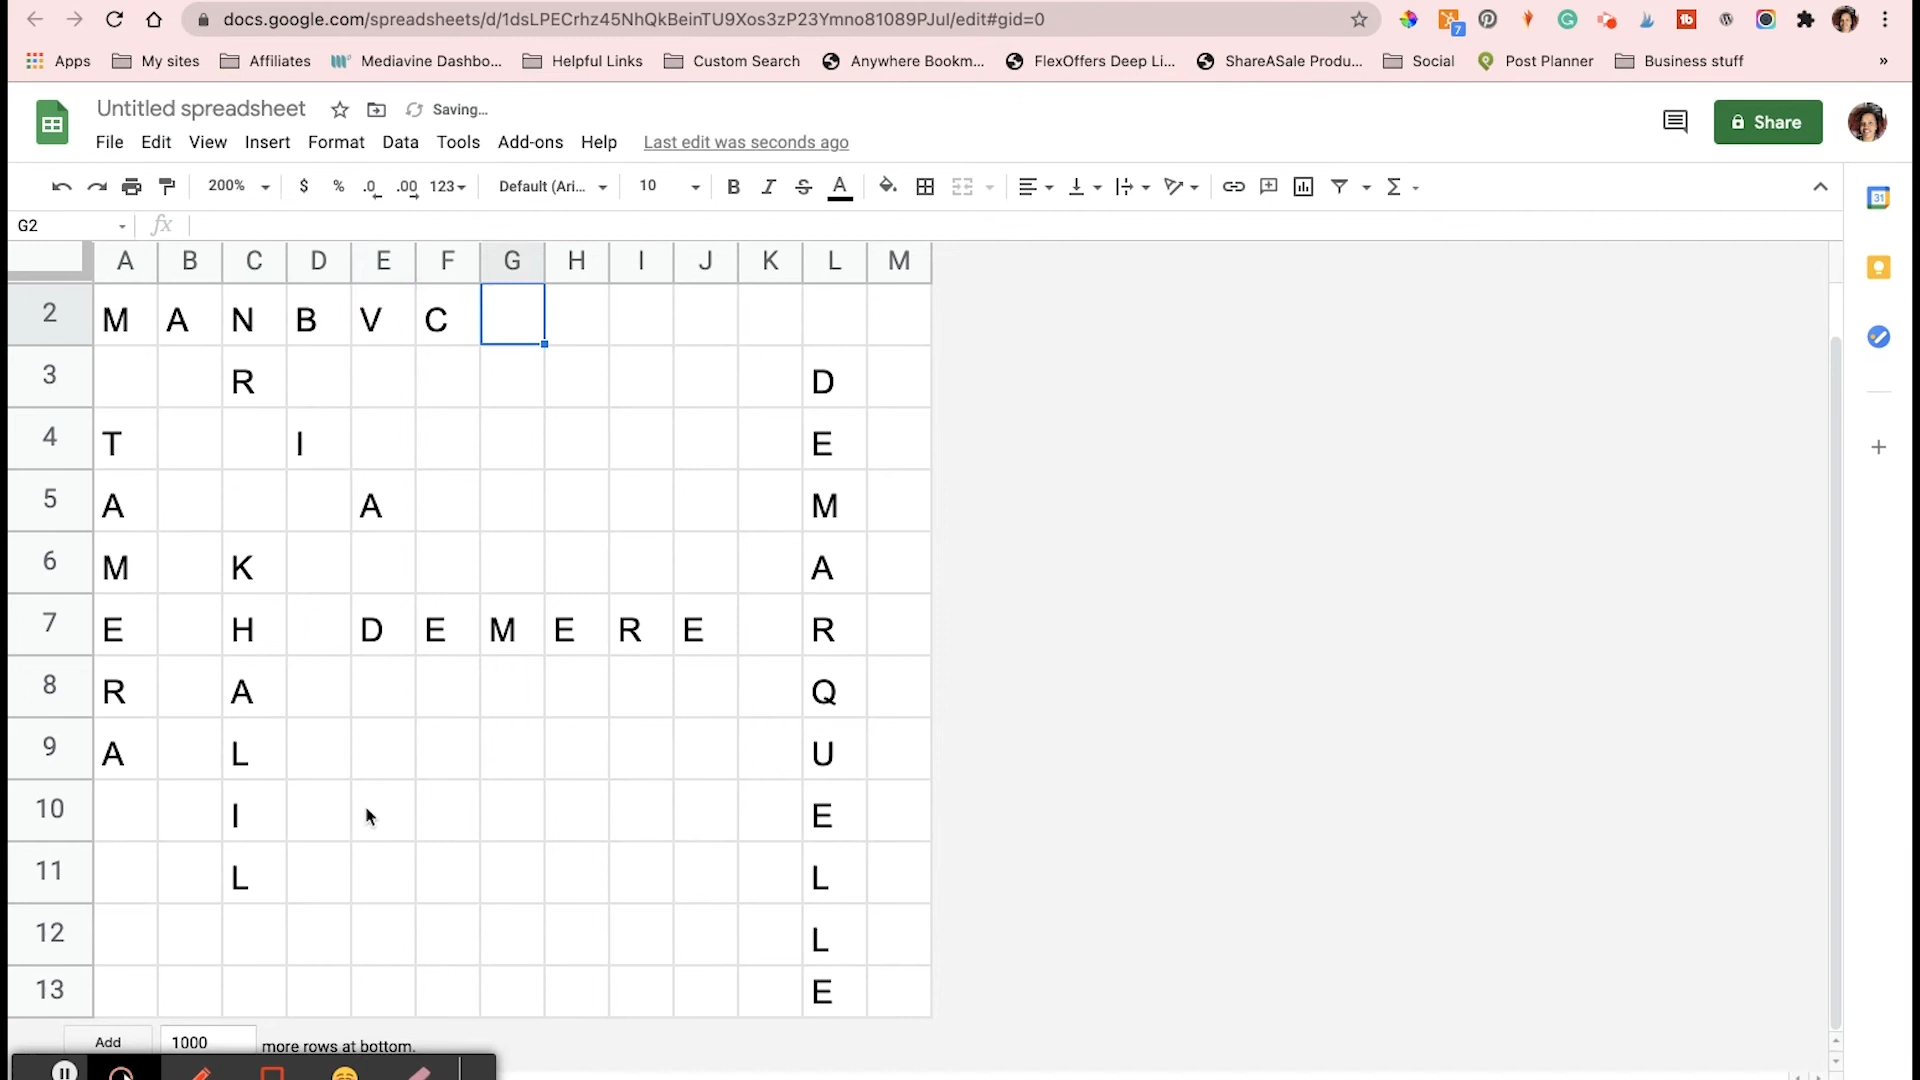 docs.google.com/spreadsheets/d/1dsLPECrhz45NhQkBeinTU9Xos3zP23Ymno81089PJuI/edit#gid=0
7
Apps My sites Affiliates Mediavine Dashbo... Helpful Links Custom Search Anywhere Bookm... FlexOffers Deep Li... ShareASale Produ... Social Post Planner Business stuff »
Untitled spreadsheet Saving...
Share
File Edit View Insert Format Data Tools Add-ons Help Last edit was seconds ago
200% $ % .0 .00 123 Default (Ari... 10 B I S A Σ
31
G2 fx
A B C D E F G H I J K L M
2 M A N B V C
3 R D
4 T I E
5 A E A M
6 M K A
7 E H D E M E R E R
8 R A Q
9 A L U
10 I E
11 L L
12 L
13 E
Add 1000 more rows at bottom.